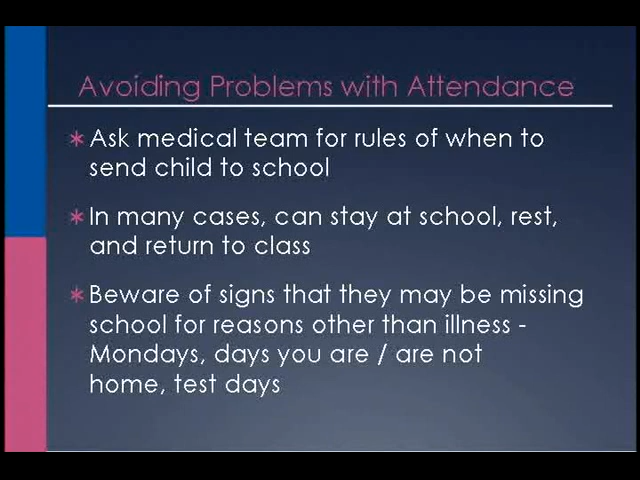 Avoiding Problems with Attendance
* Ask medical team for rules of when to
send child to school
* In many cases, can stay at school, rest,
and return to class
* Beware of signs that they may be missing
school for reasons other than illness -
Mondays, days you are / are not
home, test days